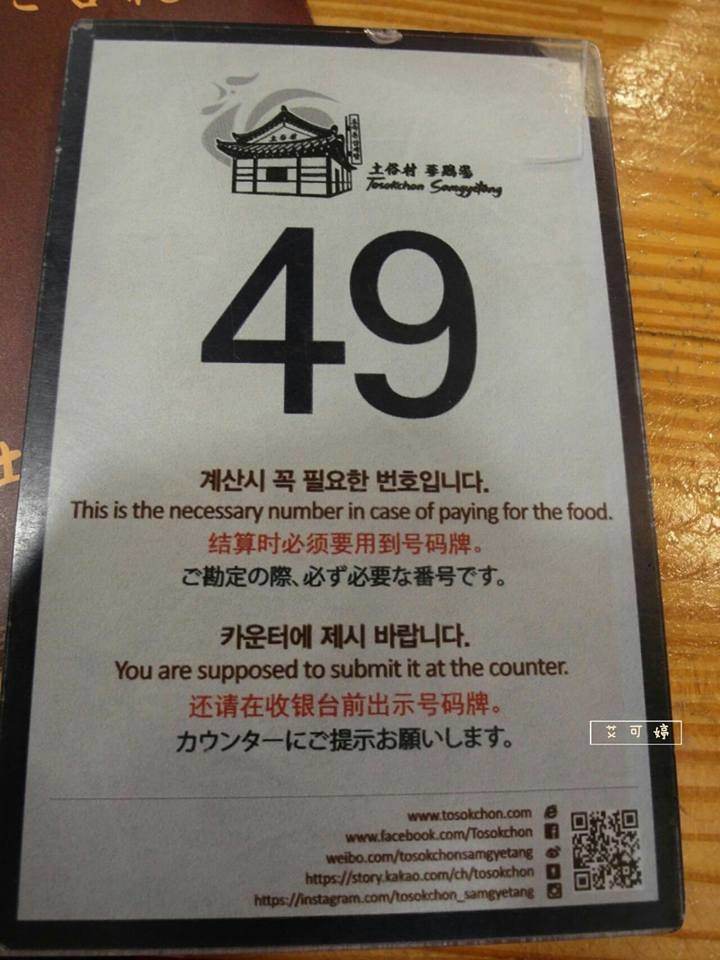 土俗村 蔘鷄湯
Tosokchon Samgyetang
49
계산시 꼭 필요한 번호입니다.
This is the necessary number in case of paying for the food.
结算时必须要用到号码牌。
ご勘定の際、必ず必要な番号です。
카운터에 제시 바랍니다.
You are supposed to submit it at the counter.
还请在收银台前出示号码牌。
カウンターにご提示お願いします。
艾可婷
www.tosokchon.com
www.facebook.com/Tosokchon
weibo.com/tosokchonsamgyetang
https://story.kakao.com/ch/tosokchon
https://instagram.com/tosokchon_samgyetang